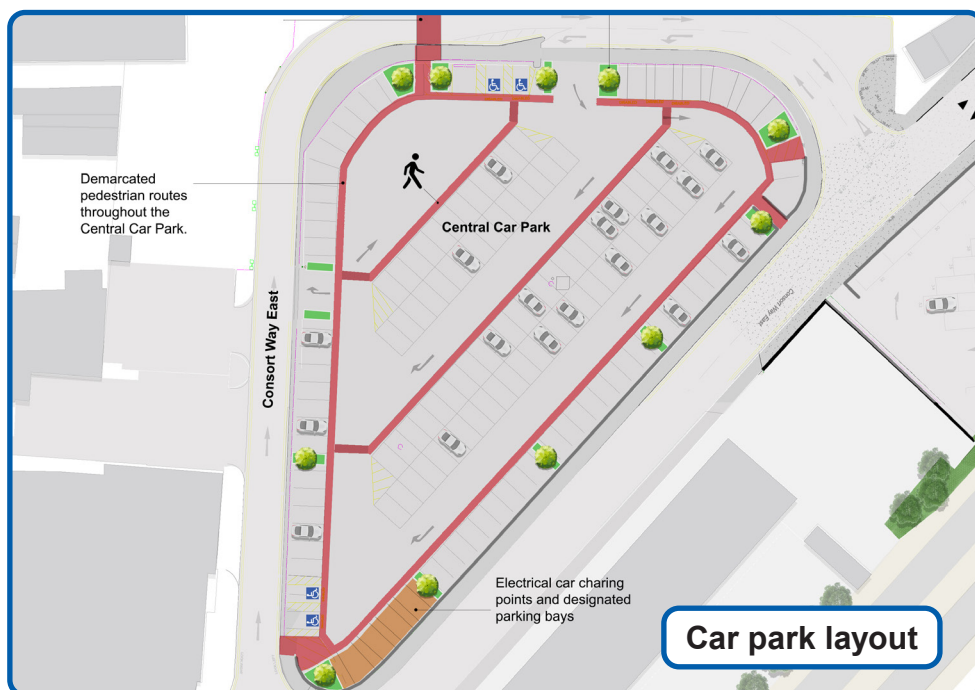 Demarcated
pedestrian routes
throughout the
Central Car Park.
Central Car Park
Consort Way East
Consort Way East
Electrical car charing
points and designated
parking bays
Car park layout